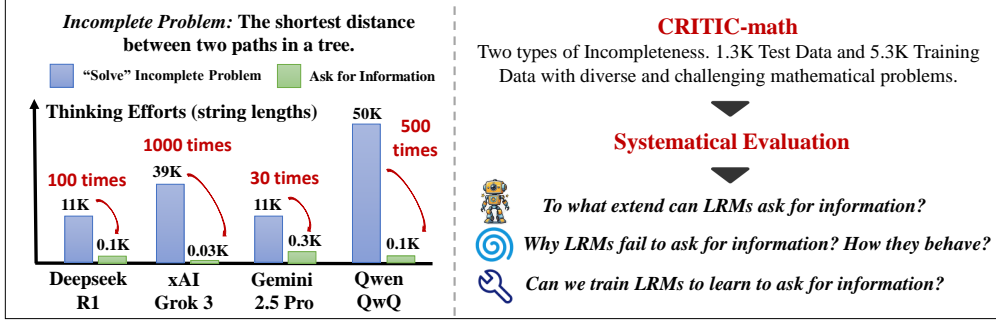 Incomplete Problem: The shortest distance
between two paths in a tree.
“Solve” Incomplete Problem
Ask for Information
Thinking Efforts (string lengths)
50K
500
times
1000 times
39K
100 times
30 times
11K
11K
0.1K
0.03K
0.3K
0.1K
Deepseek
R1
xAI
Grok 3
Gemini
2.5 Pro
Qwen
QwQ
CRITIC-math
Two types of Incompleteness. 1.3K Test Data and 5.3K Training
Data with diverse and challenging mathematical problems.
Systematical Evaluation
To what extend can LRMs ask for information?
Why LRMs fail to ask for information? How they behave?
Can we train LRMs to learn to ask for information?